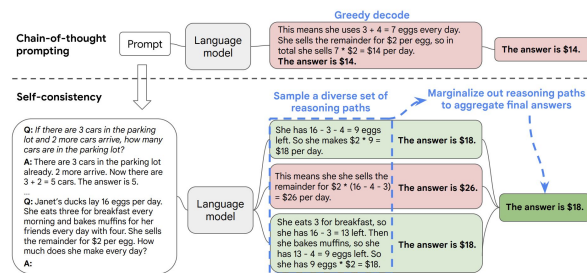 Greedy decode
Chain-of-thought
prompting
Prompt
Language
model
This means she uses 3 + 4 = 7 eggs every day.
She sells the remainder for $2 per egg, so in
total she sells 7 * $2 = $14 per day.
The answer is $14.
The answer is $14.
Self-consistency
Sample a diverse set of
reasoning paths
Marginalize out reasoning paths
to aggregate final answers
Q: If there are 3 cars in the parking
lot and 2 more cars arrive, how many
cars are in the parking lot?
A: There are 3 cars in the parking lot
already. 2 more arrive. Now there are
3 + 2 = 5 cars. The answer is 5.
...
Q: Janet's ducks lay 16 eggs per day.
She eats three for breakfast every
morning and bakes muffins for her
friends every day with four. She sells
the remainder for $2 per egg. How
much does she make every day?
A:
Language
model
She has 16 - 3 - 4 = 9 eggs
left. So she makes $2 * 9 =
$18 per day.
The answer is $18.
This means she she sells the
remainder for $2 * (16 - 4 - 3)
= $26 per day.
The answer is $26.
She eats 3 for breakfast, so
she has 16 - 3 = 13 left. Then
she bakes muffins, so she
has 13 - 4 = 9 eggs left. So
she has 9 eggs * $2 = $18.
The answer is $18.
The answer is $18.